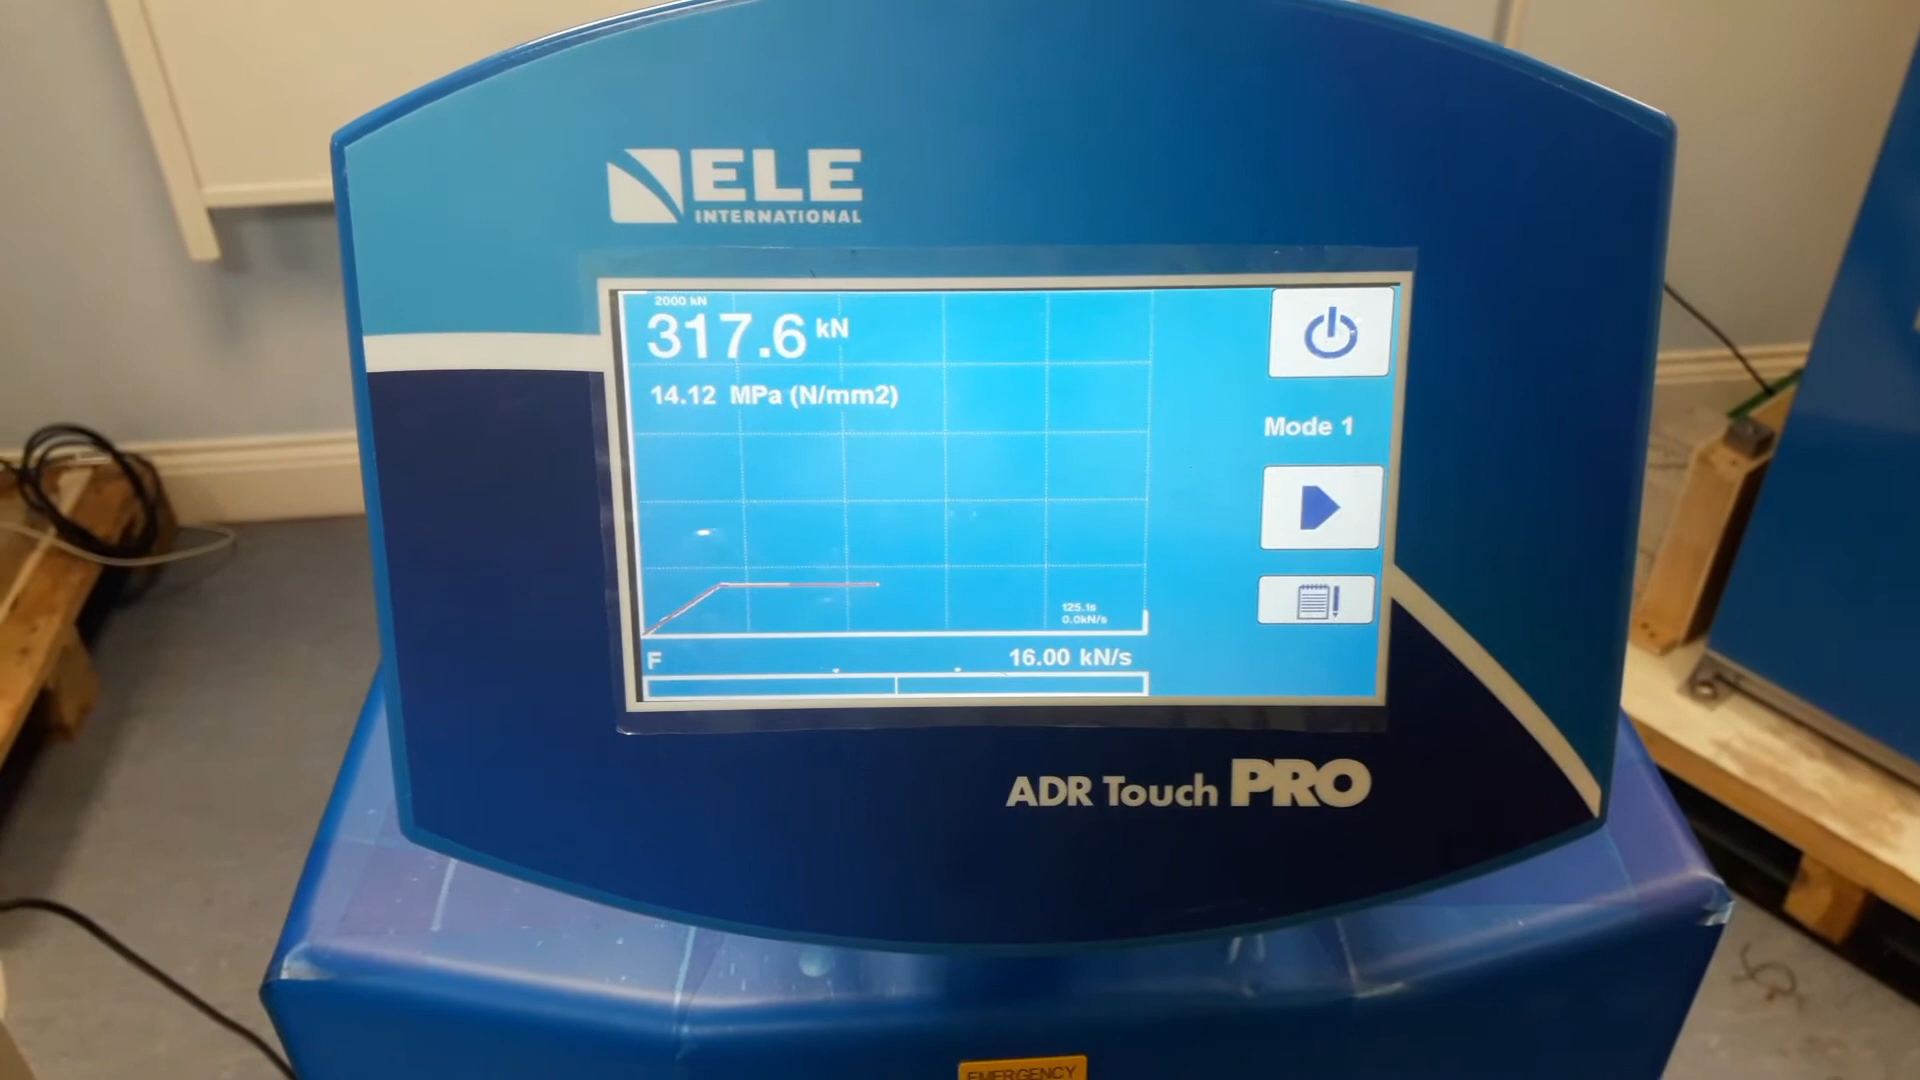 ELE
INTERNATIONAL
2000 kN
317.6 kN
14.12 MPa (N/mm2)
Mode 1
125.1s
0.0kN/s
F 16.00 kN/s
ADR Touch PRO
EMERGENCY